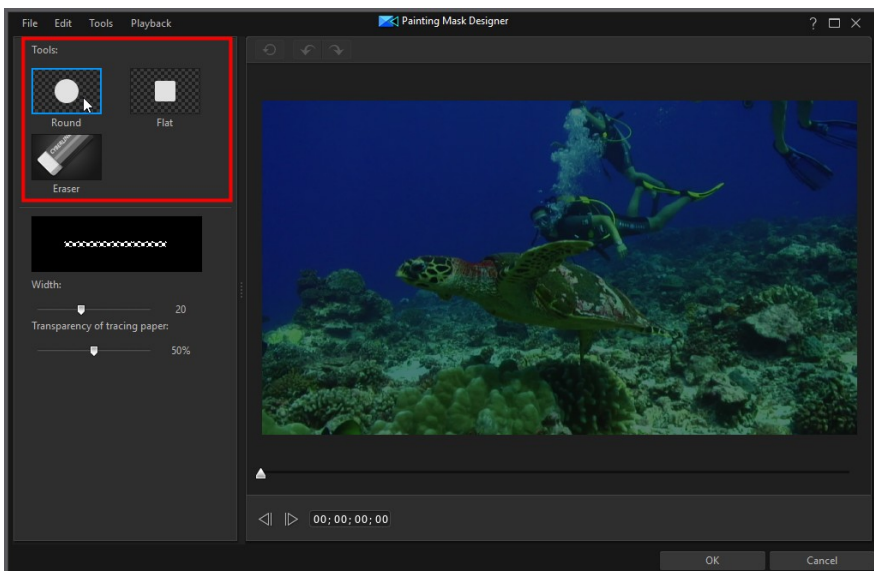 File Edit Tools Playback
Painting Mask Designer
?
Tools:
Round Flat
CYBERLINK
Eraser
Width:
20
Transparency of tracing paper:
50%
00;00;00;00
OK Cancel